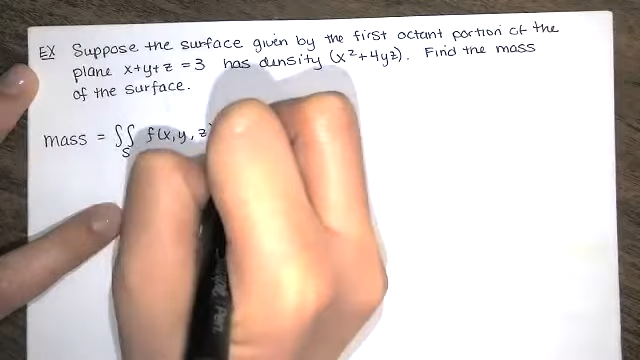 EX Suppose the surface given by the first octant portion of the
plane x+y+z = 3 has density (x²+4yz). Find the mass
of the surface.
mass = ∬ f(x,y,z)
S